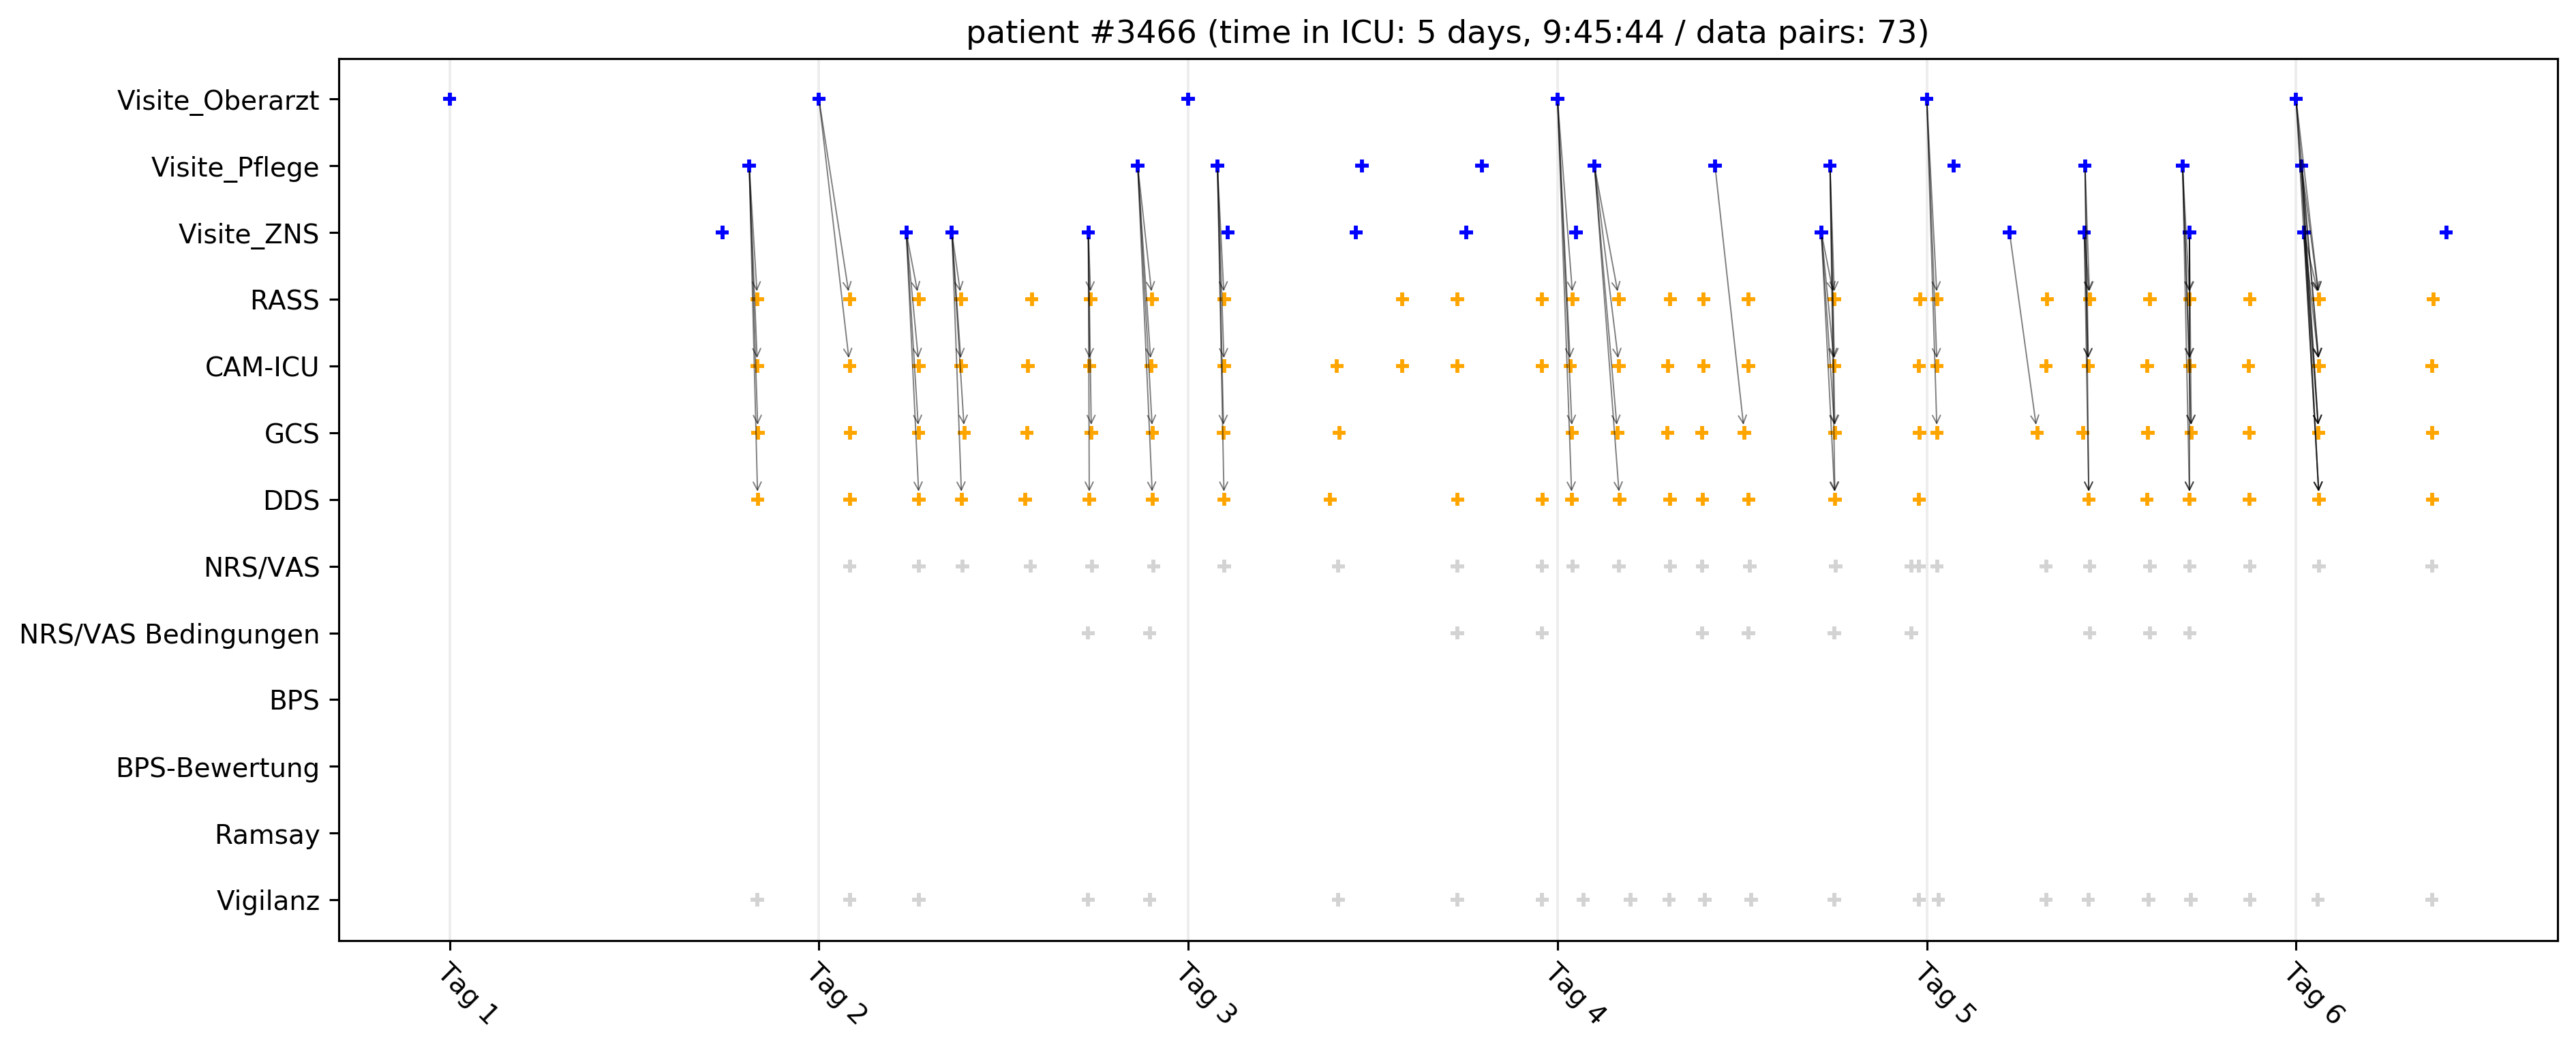 patient #3466 (time in ICU: 5 days, 9:45:44 / data pairs: 73)
Visite_Oberarzt
Visite_Pflege
Visite_ZNS
RASS
CAM-ICU
GCS
DDS
NRS/VAS
NRS/VAS Bedingungen
BPS
BPS-Bewertung
Ramsay
Vigilanz
Tag 1
Tag 2
Tag 3
Tag 4
Tag 5
Tag 6